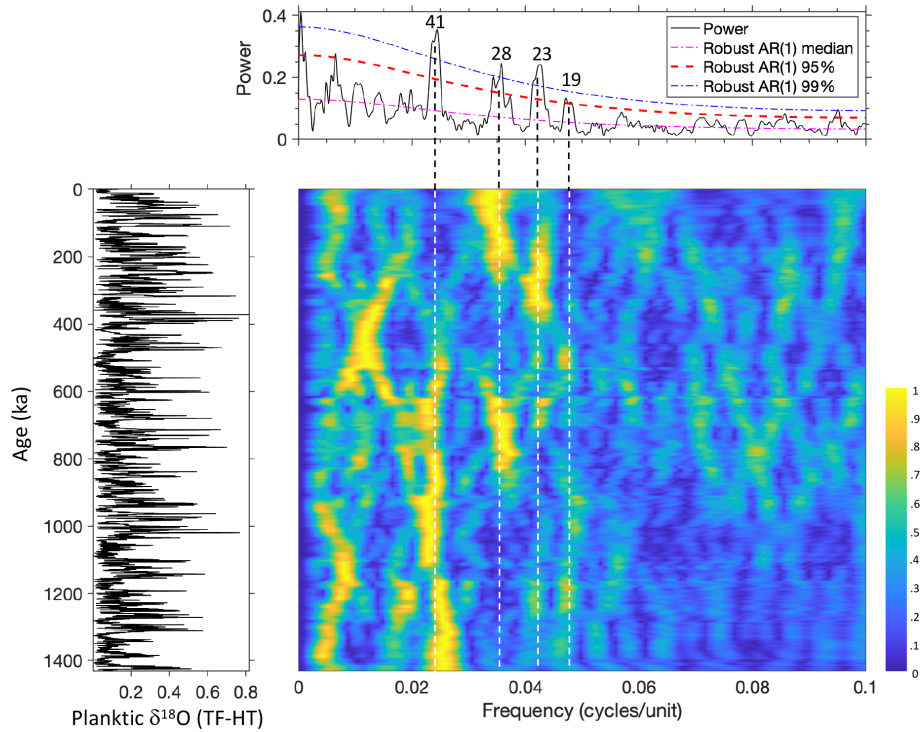 0.4
0.2
0
Power
41
28
23
19
Power
Robust AR(1) median
Robust AR(1) 95%
Robust AR(1) 99%
0
200
400
600
800
1000
1200
1400
Age (ka)
0.2 0.4 0.6 0.8
Planktic δ18O (TF-HT)
0 0.02 0.04 0.06 0.08 0.1
Frequency (cycles/unit)
1
.9
.8
.7
.6
.5
.4
.3
.2
.1
0